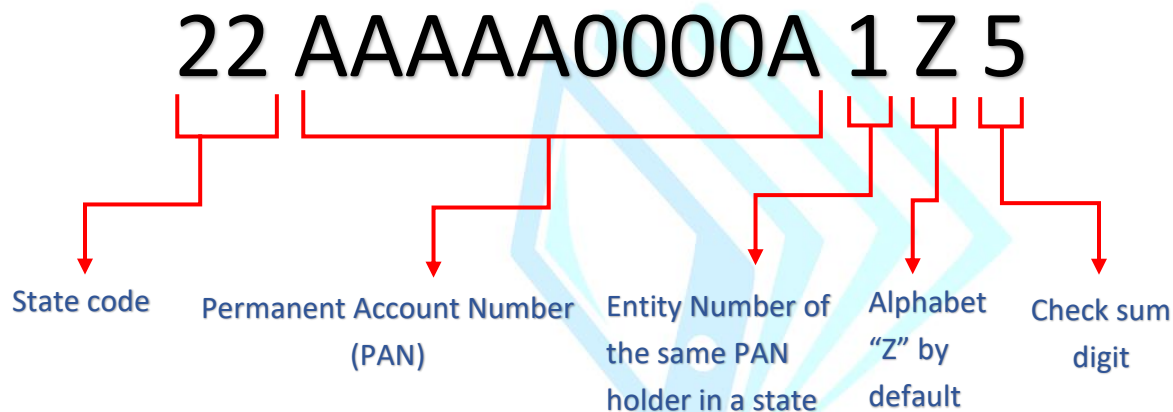 22 AAAAA0000A 1 Z 5
State code
Permanent Account Number
(PAN)
Entity Number of
the same PAN
holder in a state
Alphabet
“Z” by
default
Check sum
digit